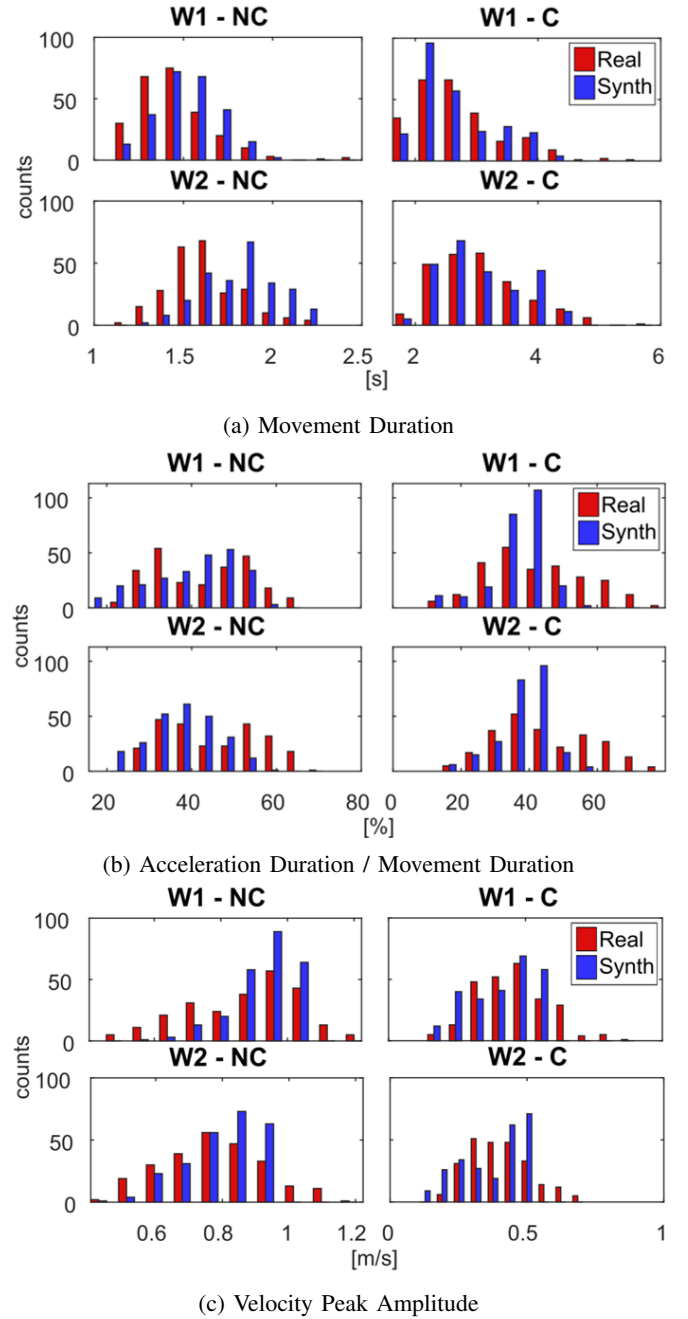 W1 - NC W1 - C
100
50
0
Real
Synth
W2 - NC W2 - C
100
50
0
counts
1 1.5 2 2.5 2 4 6
[s]
(a) Movement Duration
W1 - NC W1 - C
100
50
0
Real
Synth
W2 - NC W2 - C
100
50
0
counts
20 40 60 80 0 20 40 60
[%]
(b) Acceleration Duration / Movement Duration
W1 - NC W1 - C
100
50
0
Real
Synth
W2 - NC W2 - C
100
50
0
counts
0.6 0.8 1 1.2 0 0.5 1
[m/s]
(c) Velocity Peak Amplitude